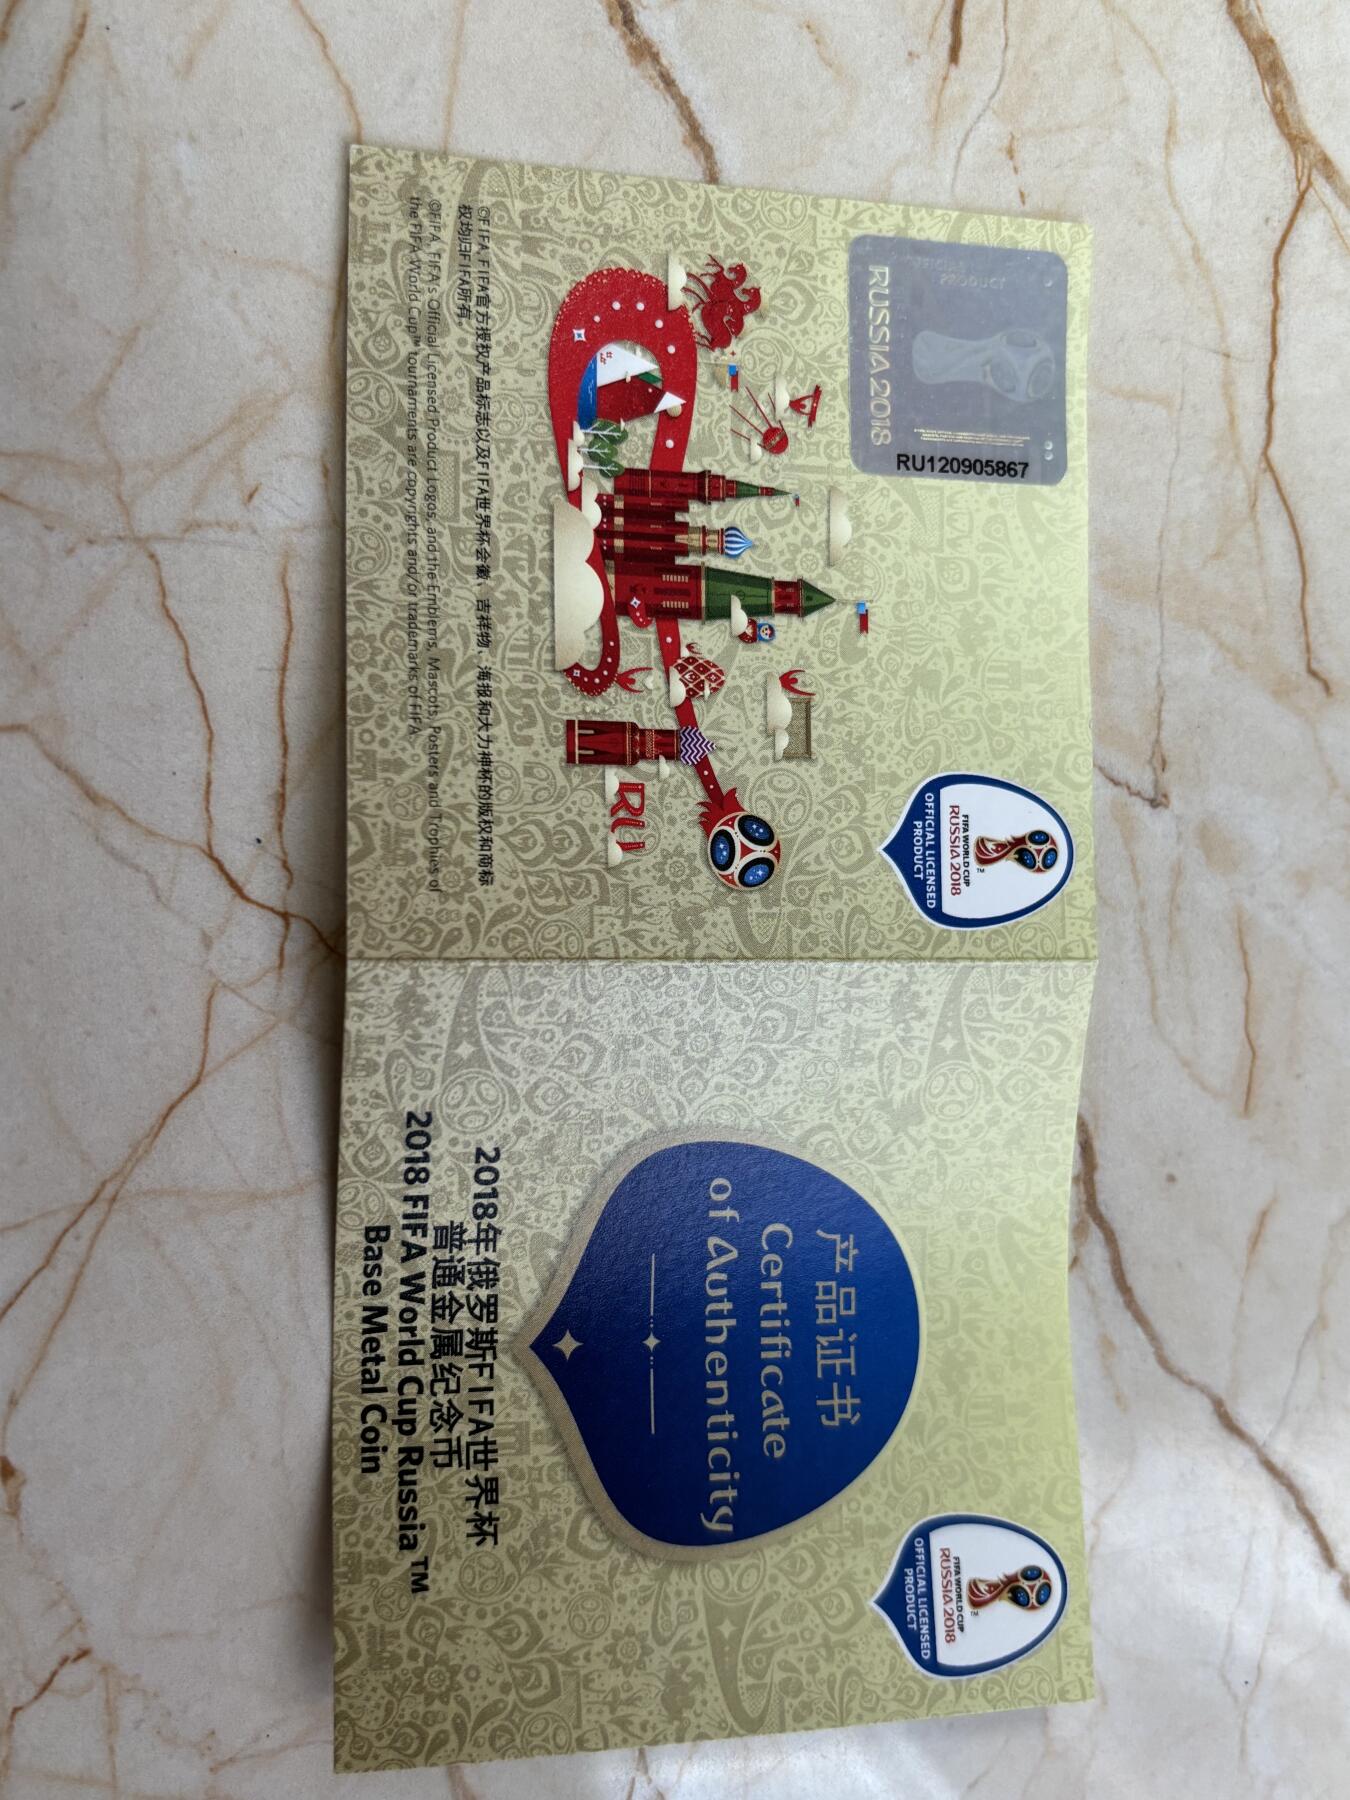 OFFICIAL
PRODUCT
RUSSIA 2018
RU120905867
FIFA WORLD CUP
RUSSIA 2018
OFFICIAL LICENSED
PRODUCT
RU
©FIFA,FIFA官方授权产品标志以及FIFA世界杯会徽、吉祥物、海报和大力神杯的版权和商标
权均归FIFA所有。
©FIFA, FIFA's Official Licensed Product Logos, and the Emblems, Mascots, Posters and Trophies of
the FIFA World Cup™ tournaments are copyrights and/or trademarks of FIFA.
FIFA WORLD CUP
RUSSIA 2018
OFFICIAL LICENSED
PRODUCT
产品证书
Certificate
of Authenticity
2018年俄罗斯FIFA世界杯
普通金属纪念币
2018 FIFA World Cup Russia™
Base Metal Coin